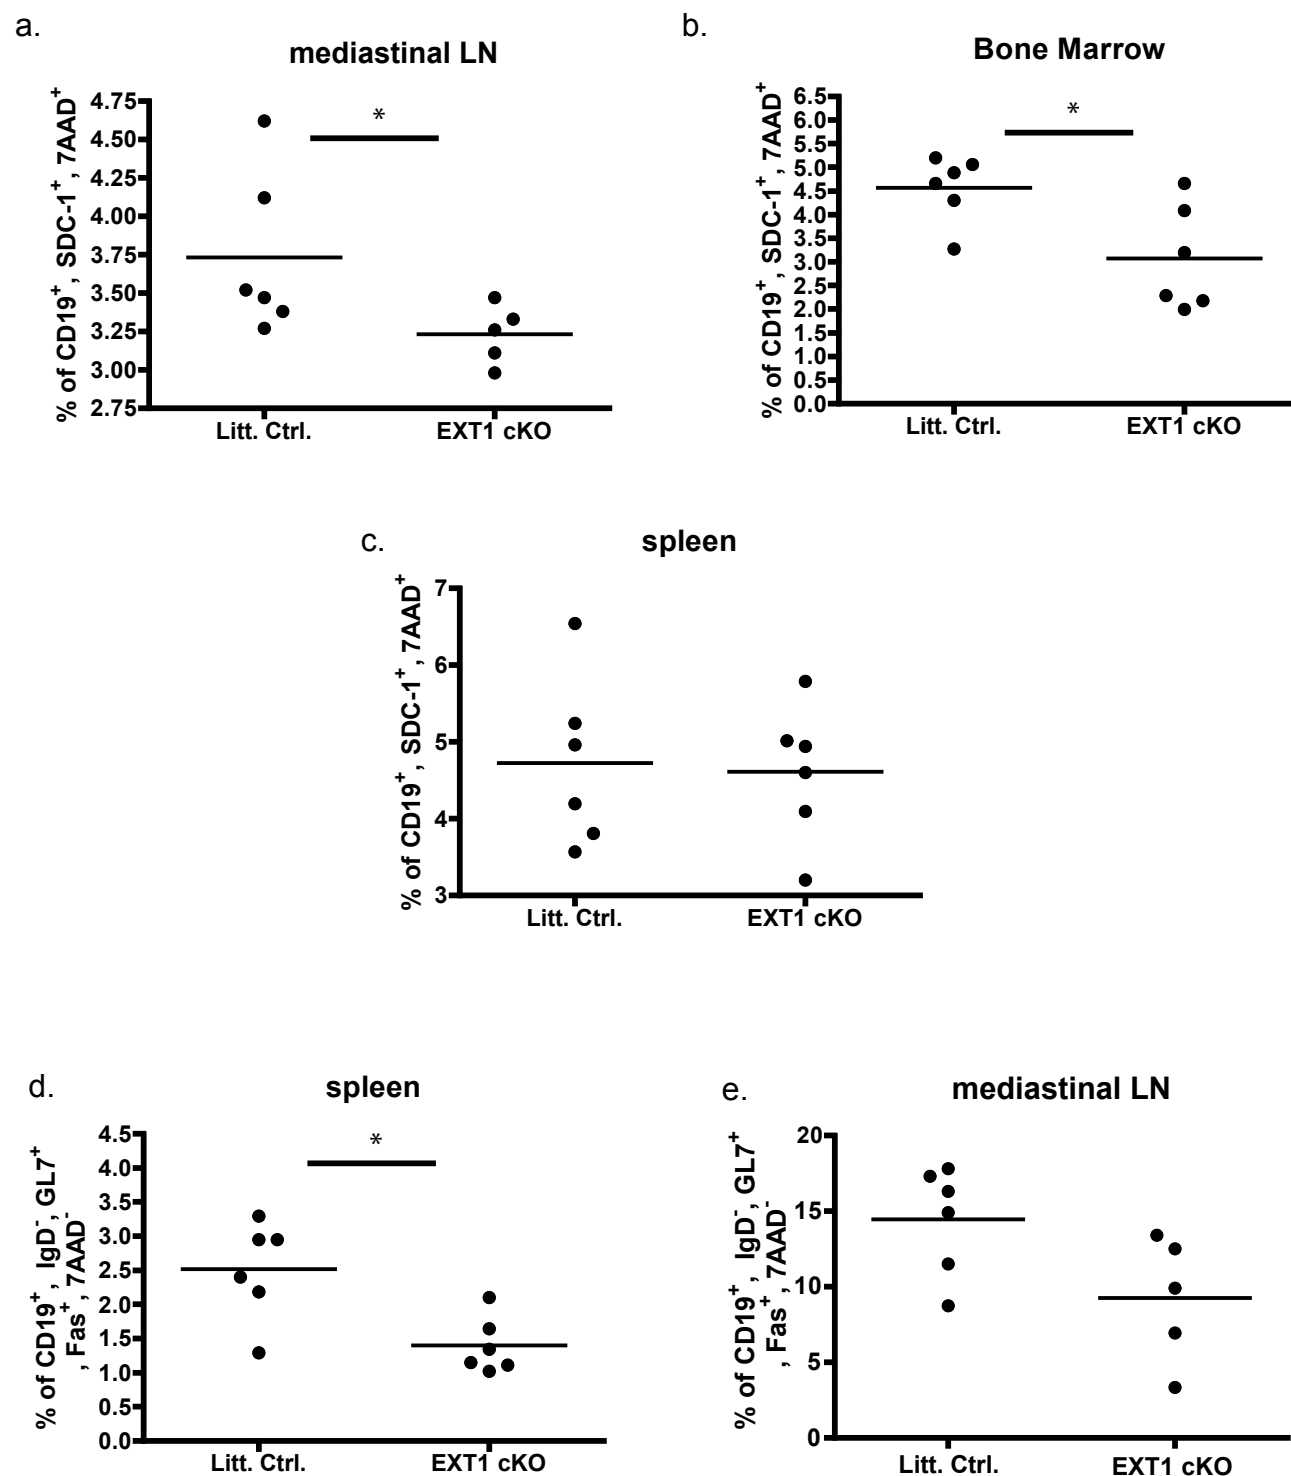 a.
mediastinal LN
% of CD19⁺, SDC-1⁺, 7AAD⁺
4.75
4.50
4.25
4.00
3.75
3.50
3.25
3.00
2.75
*
Litt. Ctrl.
EXT1 cKO
b.
Bone Marrow
% of CD19⁺, SDC-1⁺, 7AAD⁺
6.5
6.0
5.5
5.0
4.5
4.0
3.5
3.0
2.5
2.0
1.5
1.0
0.5
0.0
*
Litt. Ctrl.
EXT1 cKO
c.
spleen
% of CD19⁺, SDC-1⁺, 7AAD⁺
7
6
5
4
3
Litt. Ctrl.
EXT1 cKO
d.
spleen
% of CD19⁺, IgD⁻, GL7⁺
, Fas⁺, 7AAD⁻
4.5
4.0
3.5
3.0
2.5
2.0
1.5
1.0
0.5
0.0
*
Litt. Ctrl.
EXT1 cKO
e.
mediastinal LN
% of CD19⁺, IgD⁻, GL7⁺
, Fas⁺, 7AAD⁻
20
15
10
5
0
Litt. Ctrl.
EXT1 cKO